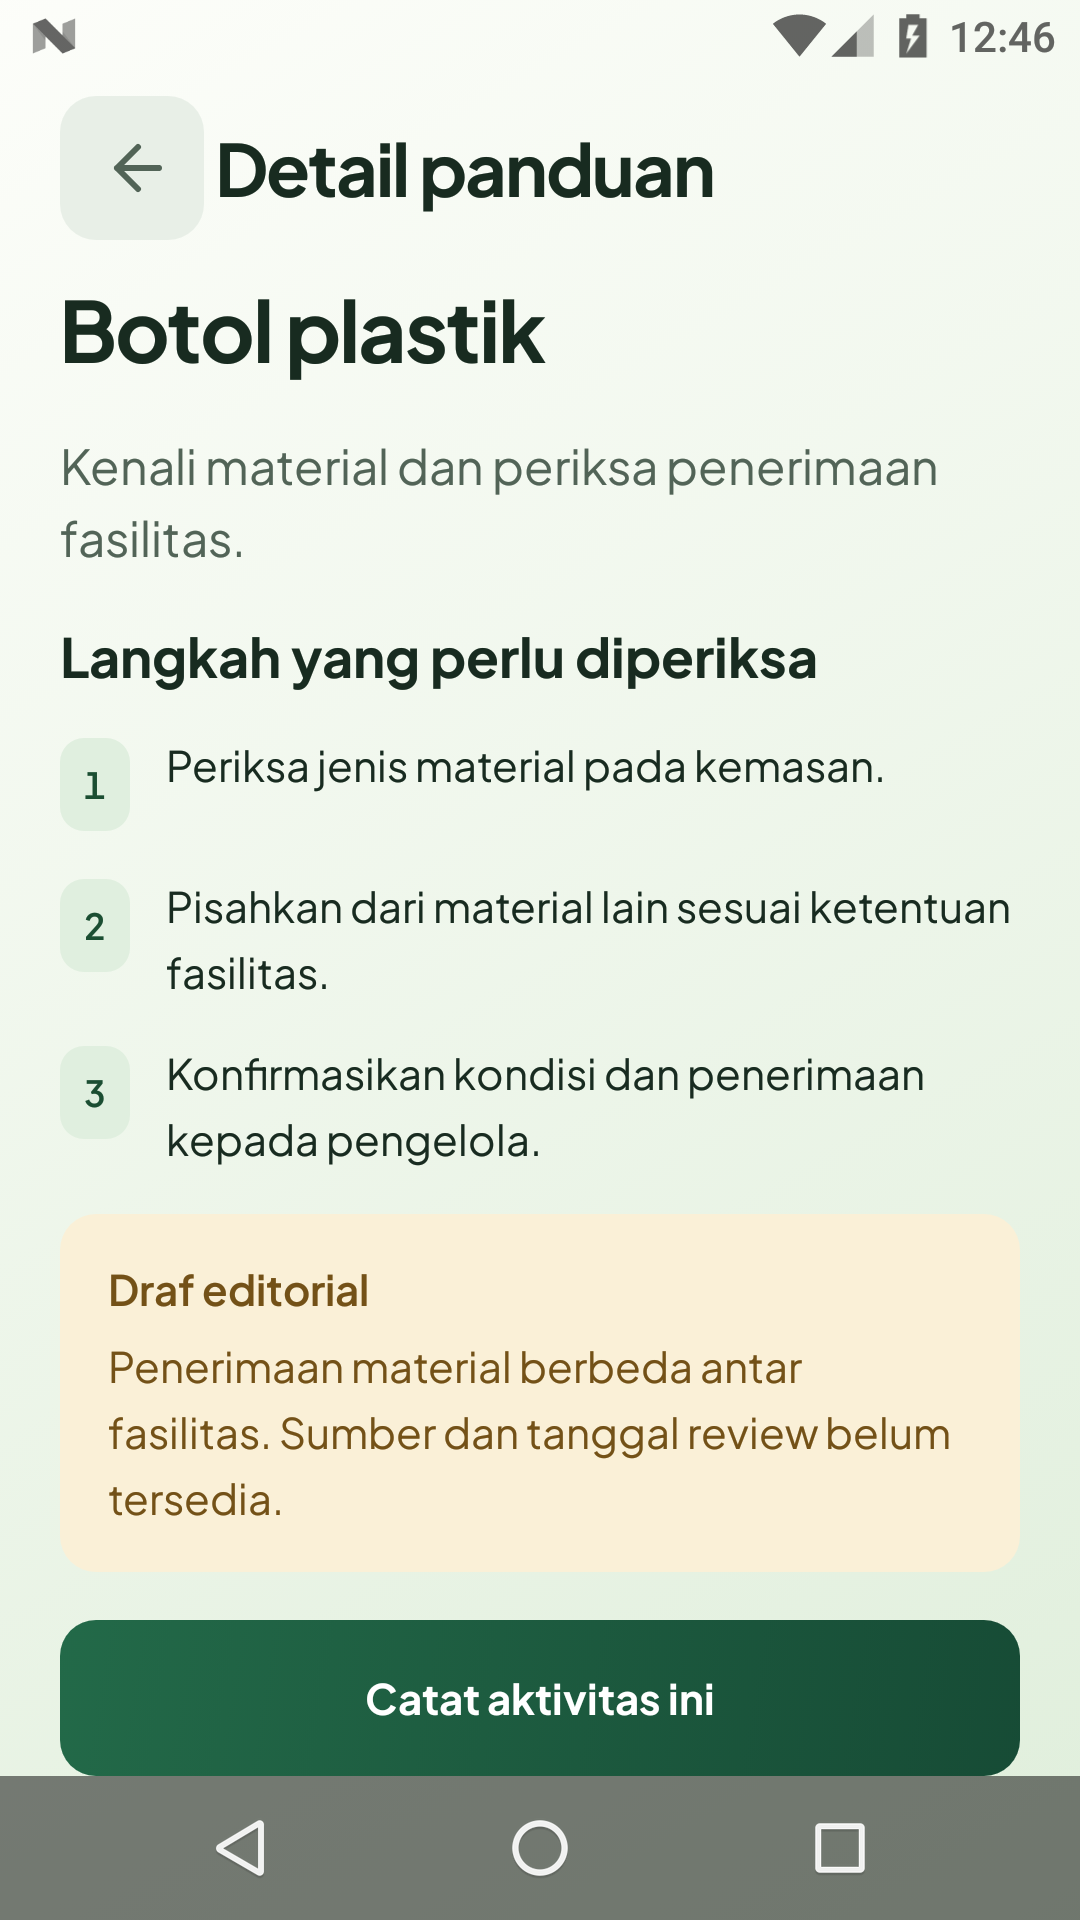 12:46
Detail panduan
Botol plastik
Kenali material dan periksa penerimaan
fasilitas.
Langkah yang perlu diperiksa
1
Periksa jenis material pada kemasan.
2
Pisahkan dari material lain sesuai ketentuan
fasilitas.
3
Konfirmasikan kondisi dan penerimaan
kepada pengelola.
Draf editorial
Penerimaan material berbeda antar
fasilitas. Sumber dan tanggal review belum
tersedia.
Catat aktivitas ini